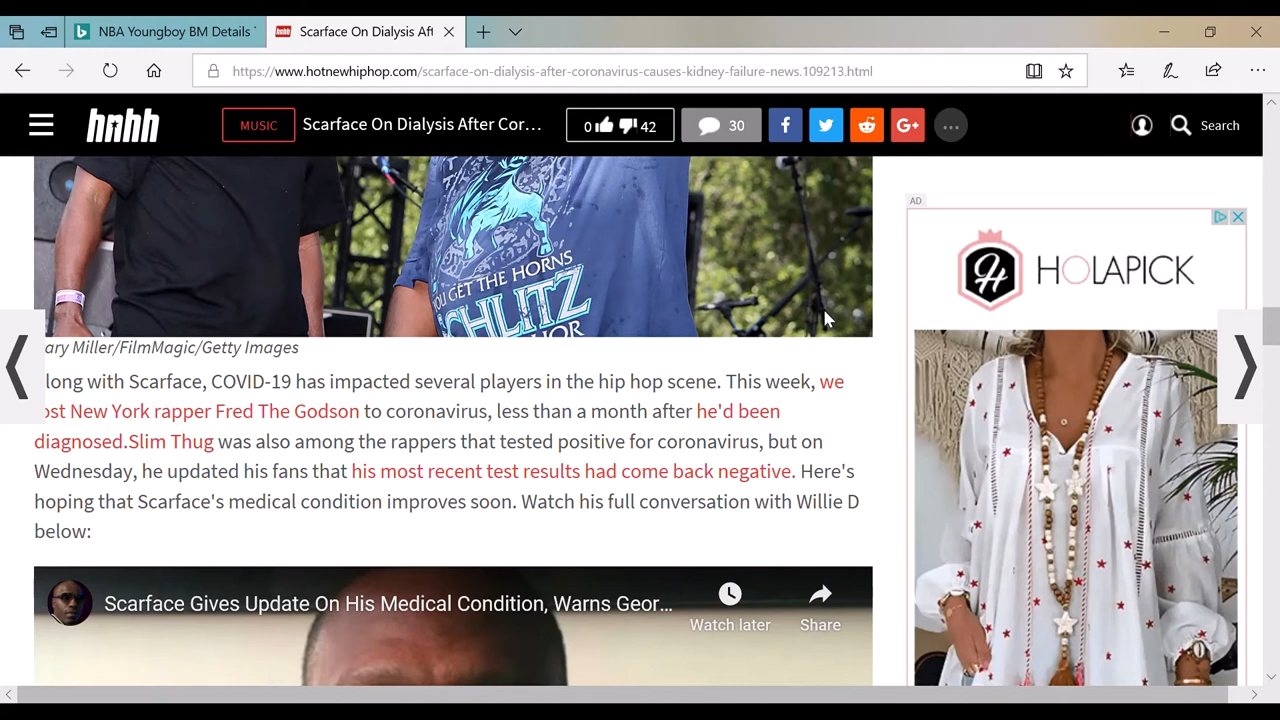 NBA Youngboy BM Details
Scarface On Dialysis Aft
https://www.hotnewhiphop.com/scarface-on-dialysis-after-coronavirus-causes-kidney-failure-news.109213.html
hnhh
MUSIC
Scarface On Dialysis After Cor...
0 42
30
G+
Search
AD
HOLAPICK
YOU GET THE HORNS
SCHLITZ
ary Miller/FilmMagic/Getty Images
long with Scarface, COVID-19 has impacted several players in the hip hop scene. This week, we
ost New York rapper Fred The Godson to coronavirus, less than a month after he'd been
diagnosed.Slim Thug was also among the rappers that tested positive for coronavirus, but on
Wednesday, he updated his fans that his most recent test results had come back negative. Here's
hoping that Scarface's medical condition improves soon. Watch his full conversation with Willie D
below:
Scarface Gives Update On His Medical Condition, Warns Geor...
Watch later
Share